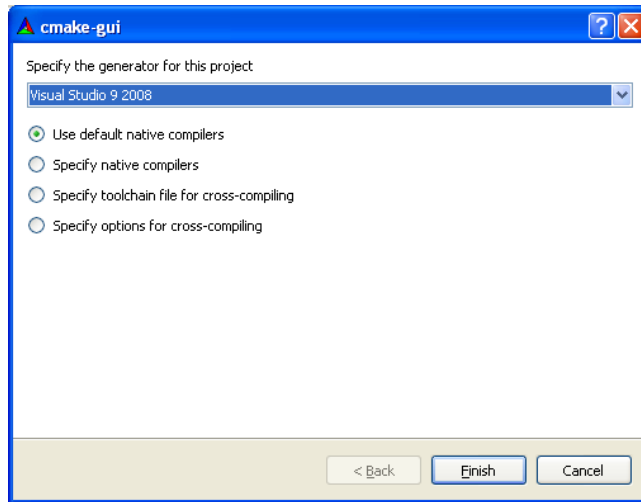 cmake-gui
Specify the generator for this project
Visual Studio 9 2008
Use default native compilers
Specify native compilers
Specify toolchain file for cross-compiling
Specify options for cross-compiling
< Back Finish Cancel